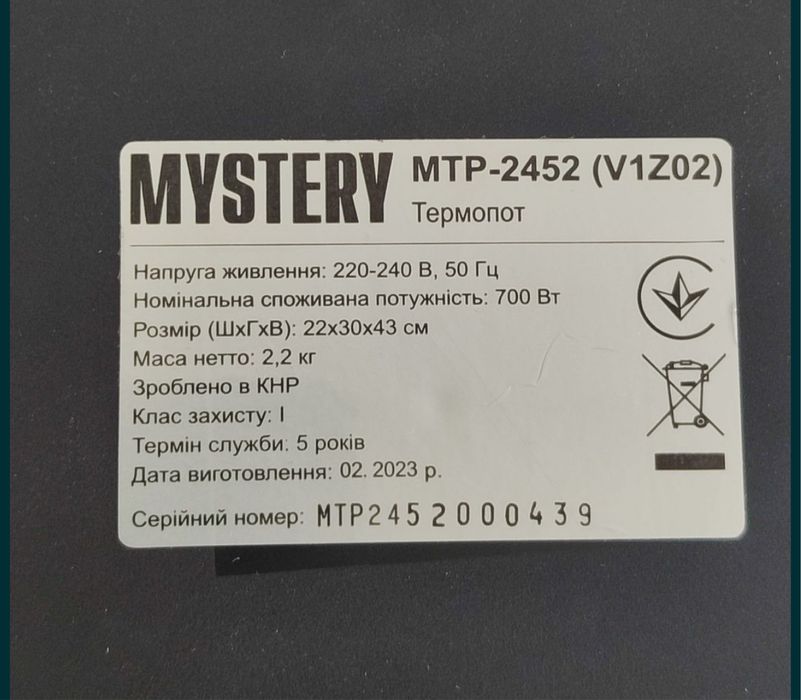 MYSTERY MTP-2452 (V1Z02)
Термопот
Напруга живлення: 220-240 В, 50 Гц
Номінальна споживана потужність: 700 Вт
Розмір (ШхГхВ): 22х30х43 см
Маса нетто: 2,2 кг
Зроблено в КНР
Клас захисту: I
Термін служби: 5 років
Дата виготовлення: 02. 2023 р.
Серійний номер: MTP2452000439